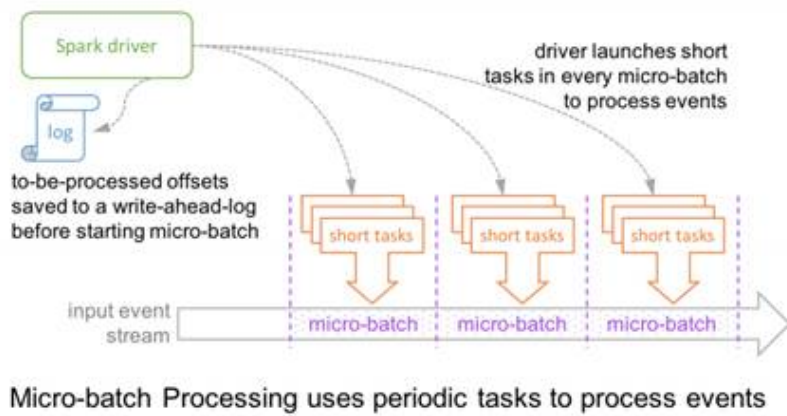 Spark driver
driver launches short
tasks in every micro-batch
to process events
log
to-be-processed offsets
saved to a write-ahead-log
before starting micro-batch
short tasks
short tasks
short tasks
input event
stream
micro-batch
micro-batch
micro-batch
Micro-batch Processing uses periodic tasks to process events